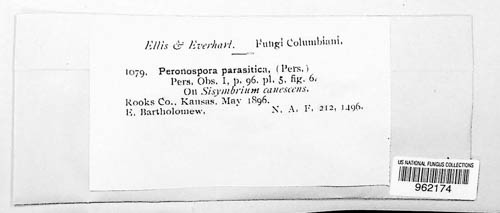 Ellis & Everhart. Fungi Columbiani.
1079. Peronospora parasitica, (Pers.)
Pers. Obs. I, p. 96. pl. 5, fig. 6.
On Sisymbrium canescens.
Rooks Co., Kansas, May 1896.
E. Bartholomew. N. A. F. 212, 1496.
US NATIONAL FUNGUS COLLECTIONS
962174